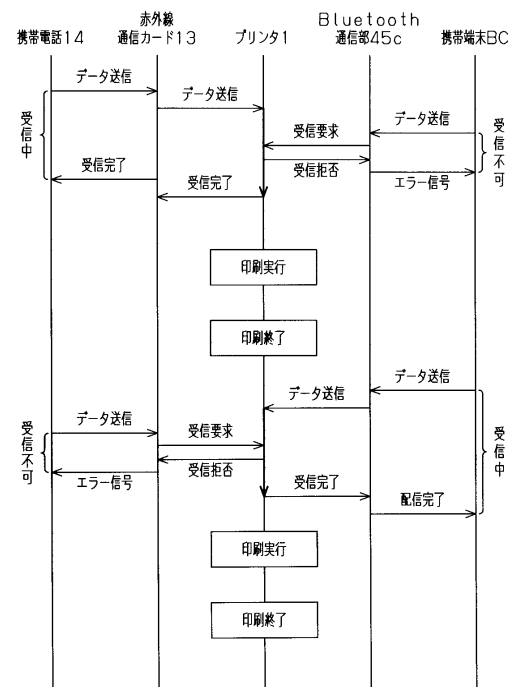 赤外線
Bluetooth
携帯電話14
通信カード13
プリンタ1
通信部45c
携帯端末BC
データ送信
データ送信
データ送信
受信中
受信要求
受信不可
受信拒否
受信完了
エラー信号
受信完了
印刷実行
印刷終了
データ送信
データ送信
データ送信
受信要求
受信不可
受信中
受信拒否
エラー信号
受信完了
配信完了
印刷実行
印刷終了